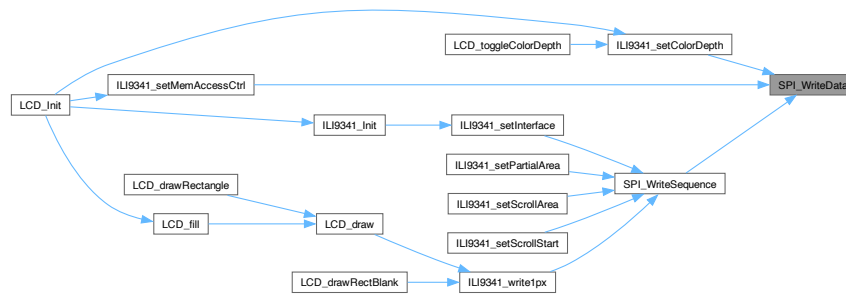 LCD_toggleColorDepth
ILI9341_setColorDepth
SPI_WriteData
ILI9341_setMemAccessCtrl
LCD_Init
ILI9341_Init
ILI9341_setInterface
ILI9341_setPartialArea
SPI_WriteSequence
LCD_drawRectangle
ILI9341_setScrollArea
LCD_fill
LCD_draw
ILI9341_setScrollStart
LCD_drawRectBlank
ILI9341_write1px